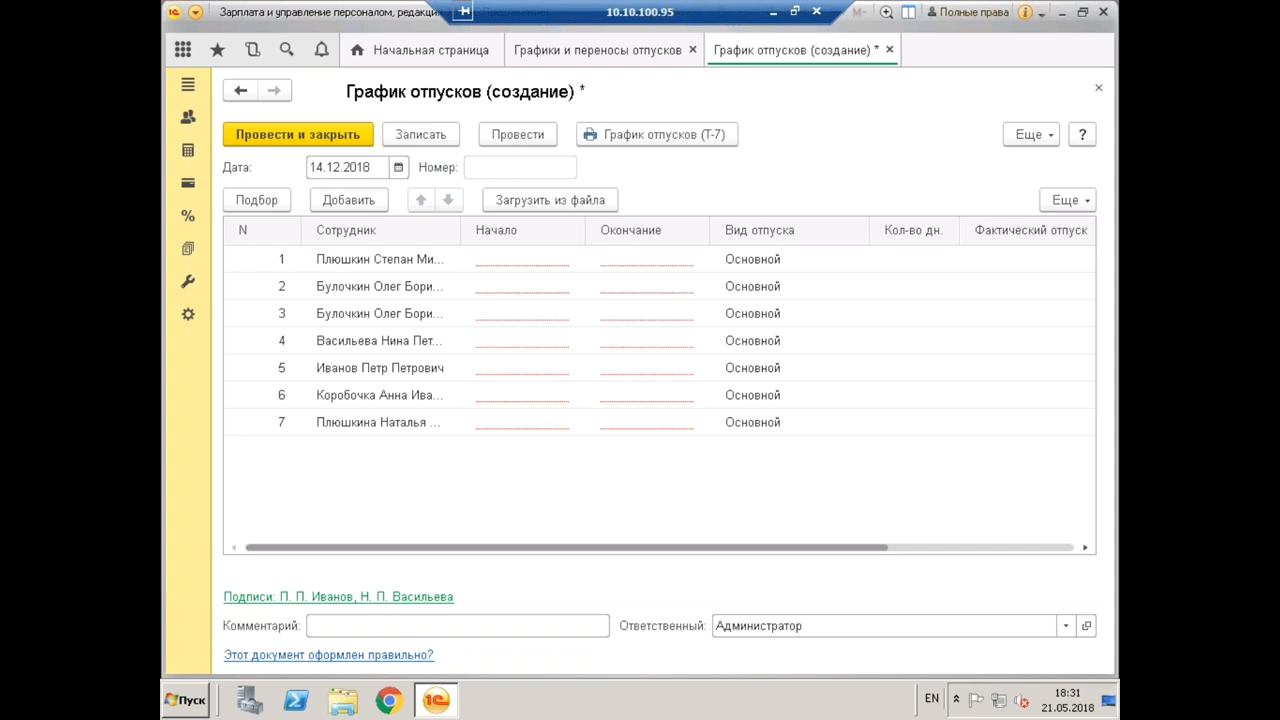 Зарплата и управление персоналом, редакция
10.10.100.95
M-
Полные права
Начальная страница
Графики и переносы отпусков
График отпусков (создание) *
График отпусков (создание) *
Провести и закрыть
Записать
Провести
График отпусков (Т-7)
Еще
?
Дата:
14.12.2018
Номер:
Подбор
Добавить
Загрузить из файла
Еще
N
Сотрудник
Начало
Окончание
Вид отпуска
Кол-во дн.
Фактический отпуск
1 Плюшкин Степан Ми... Основной
2 Булочкин Олег Бори... Основной
3 Булочкин Олег Бори... Основной
4 Васильева Нина Пет... Основной
5 Иванов Петр Петрович Основной
6 Коробочка Анна Ива... Основной
7 Плюшкина Наталья ... Основной
Подписи: П. П. Иванов, Н. П. Васильева
Комментарий:
Ответственный:
Администратор
Этот документ оформлен правильно?
Пуск
EN
18:31
21.05.2018